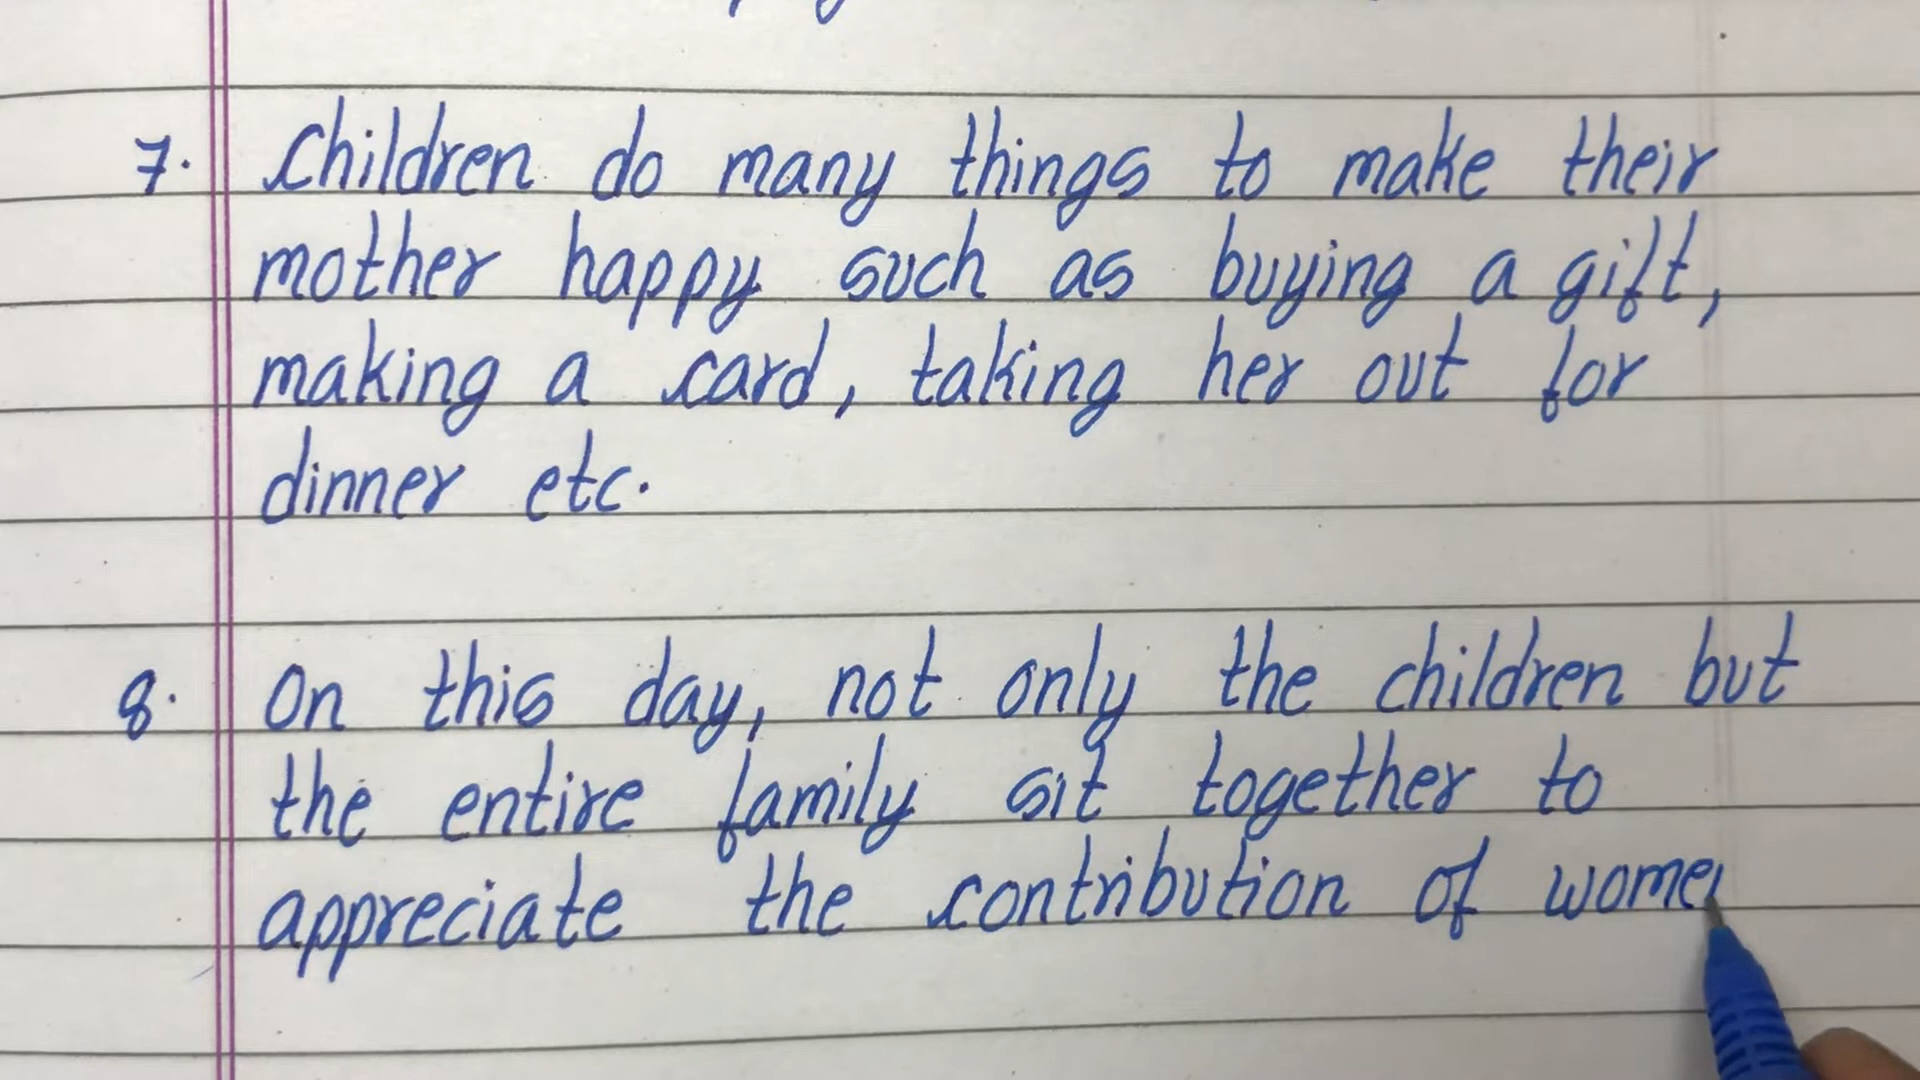 7. Children do many things to make their
mother happy such as buying a gift,
making a card, taking her out for
dinner etc.
8. On this day, not only the children but
the entire family sit together to
appreciate the contribution of